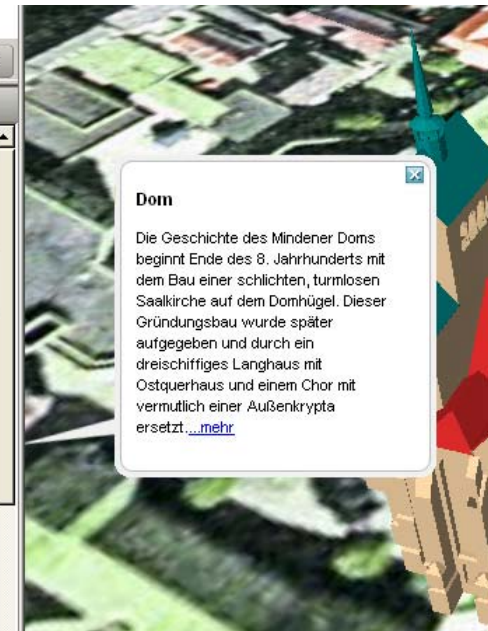 Dom
Die Geschichte des Mindener Doms
beginnt Ende des 8. Jahrhunderts mit
dem Bau einer schlichten, turmlosen
Saalkirche auf dem Domhügel. Dieser
Gründungsbau wurde später
aufgegeben und durch ein
dreischiffiges Langhaus mit
Ostquerhaus und einem Chor mit
vermutlich einer Außenkrypta
ersetzt....mehr